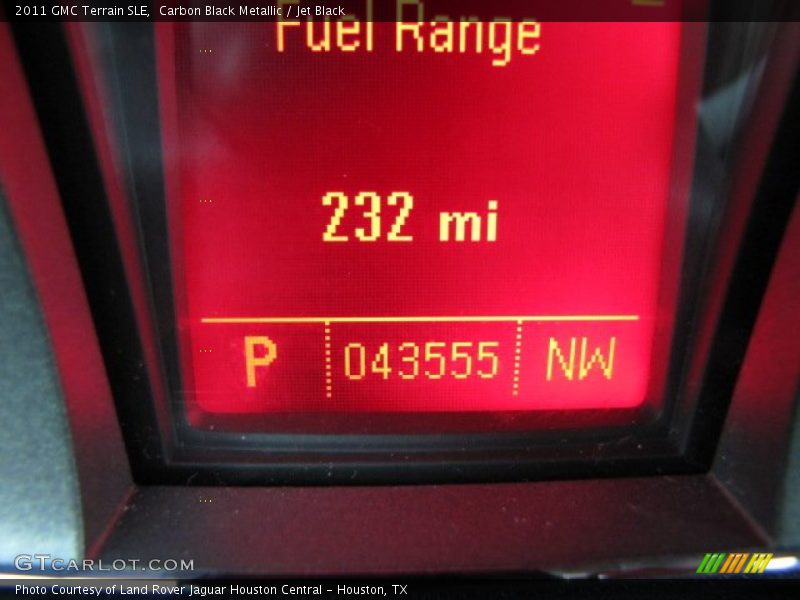 2011 GMC Terrain SLE,  Carbon Black Metallic / Jet Black
Fuel Range
232 mi
P 043555 NW
GTCARLOT.COM
Photo Courtesy of Land Rover Jaguar Houston Central - Houston, TX